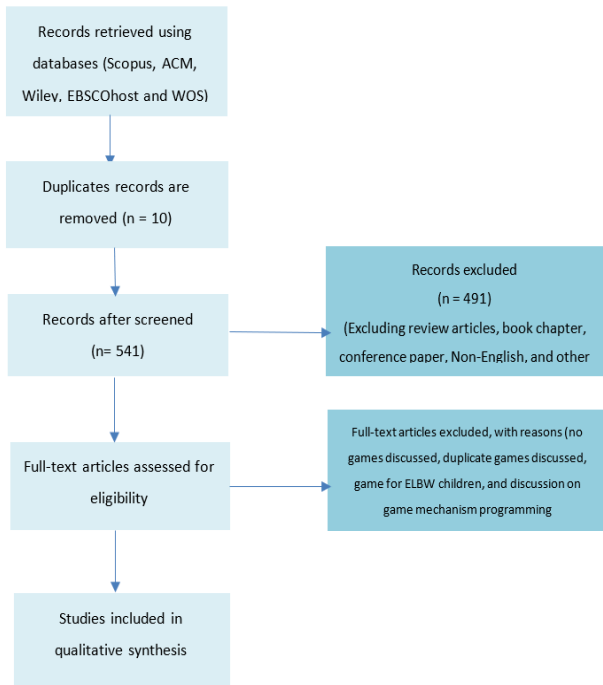 Records retrieved using
databases (Scopus, ACM,
Wiley, EBSCOhost and WOS)
Duplicates records are
removed (n = 10)
Records after screened
(n= 541)
Records excluded
(n = 491)
(Excluding review articles, book chapter,
conference paper, Non-English, and other
Full-text articles assessed for
eligibility
Full-text articles excluded, with reasons (no
games discussed, duplicate games discussed,
game for ELBW children, and discussion on
game mechanism programming
Studies included in
qualitative synthesis